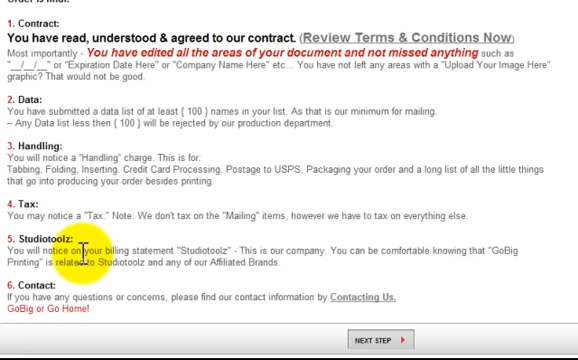 Order is final.
1. Contract:
You have read, understood & agreed to our contract. (Review Terms & Conditions Now)
Most importantly - You have edited all the areas of your document and not missed anything such as
"__/__/__" or "Expiration Date Here" or "Company Name Here" etc... You have not left any areas with a "Upload Your Image Here"
graphic? That would not be good.
2. Data:
You have submitted a data list of at least { 100 } names in your list. As that is our minimum for mailing.
– Any Data list less then { 100 } will be rejected by our production department.
3. Handling:
You will notice a "Handling" charge. This is for:
Tabbing, Folding, Inserting, Credit Card Processing, Postage to USPS, Packaging your order and a long list of all the little things
that go into producing your order besides printing.
4. Tax:
You may notice a "Tax." Note: We don't tax on the "Mailing" items, however we have to tax on everything else.
5. Studiotoolz:
You will notice on your billing statement "Studiotoolz" - This is our company. You can be comfortable knowing that "GoBig
Printing" is related to Studiotoolz and any of our Affiliated Brands.
6. Contact:
If you have any questions or concerns, please find our contact information by Contacting Us.
GoBig or Go Home!
NEXT STEP